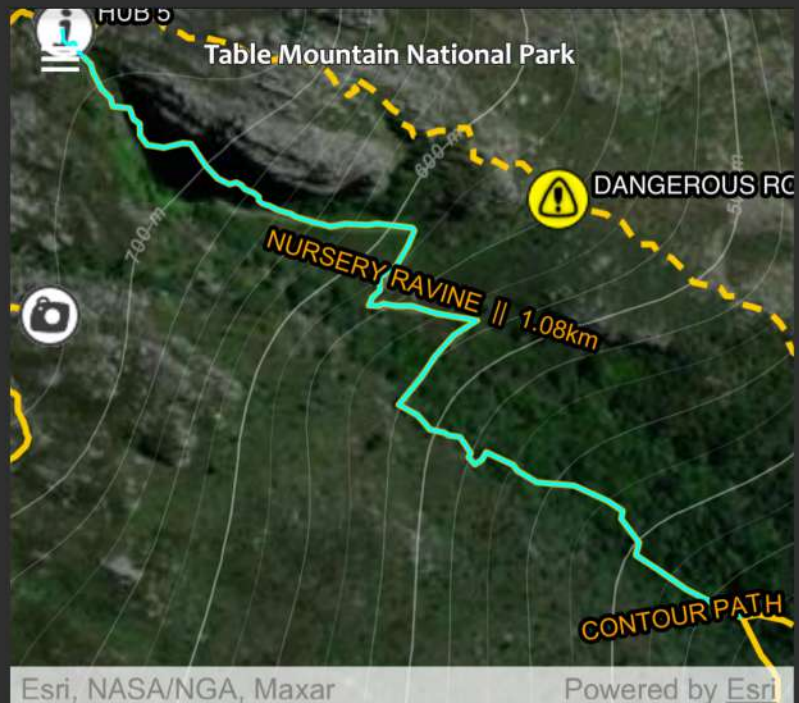 HUB 5
Table Mountain National Park
600 m
DANGEROUS RO
700 m
NURSERY RAVINE || 1.08km
CONTOUR PATH
Esri, NASA/NGA, Maxar
Powered by Esri